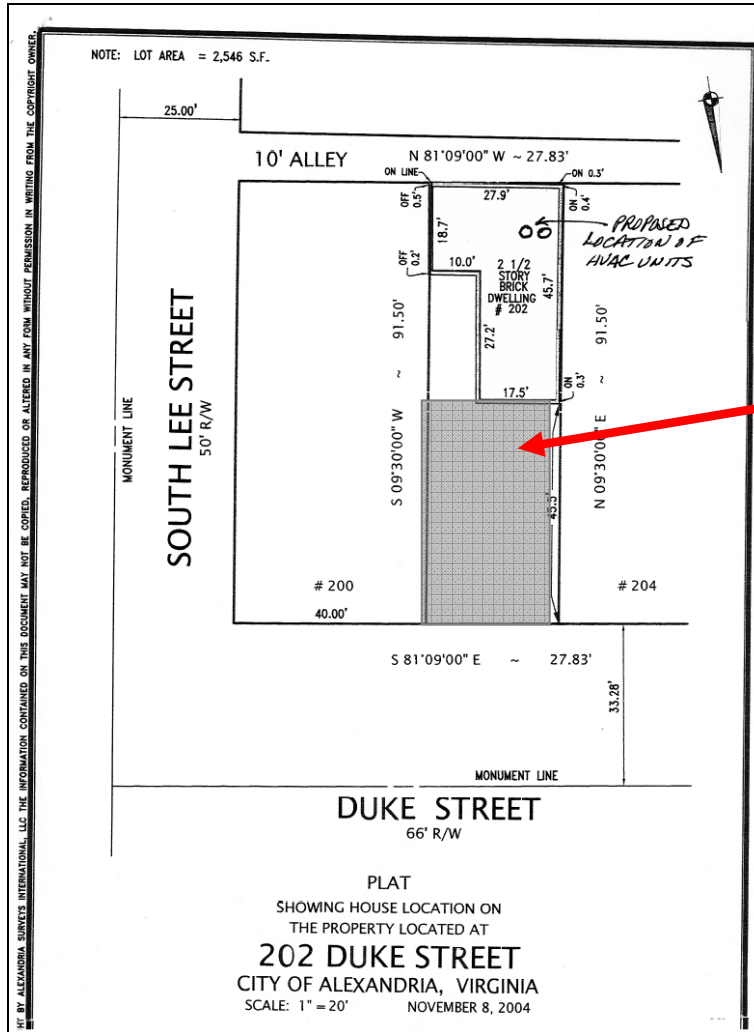 NOTE: LOT AREA = 2,546 S.F.
25.00'
10' ALLEY
N 81°09'00" W ~ 27.83'
ON LINE
ON 0.3'
OFF 0.5'
27.9'
ON 0.4'
18.7'
PROPOSED
LOCATION OF
HVAC UNITS
OFF 0.2'
10.0'
2 1/2
STORY
BRICK
DWELLING
# 202
45.7'
27.2'
17.5'
ON 0.3'
SOUTH LEE STREET
50' R/W
MONUMENT LINE
S 09°30'00" W ~ 91.50'
N 09°30'00" E ~ 91.50'
# 200
# 204
40.00'
S 81°09'00" E ~ 27.83'
33.28'
MONUMENT LINE
DUKE STREET
66' R/W
PLAT
SHOWING HOUSE LOCATION ON
THE PROPERTY LOCATED AT
202 DUKE STREET
CITY OF ALEXANDRIA, VIRGINIA
SCALE: 1" = 20' NOVEMBER 8, 2004
BY ALEXANDRIA SURVEYS INTERNATIONAL, LLC THE INFORMATION CONTAINED ON THIS DOCUMENT MAY NOT BE COPIED, REPRODUCED OR ALTERED IN ANY FORM WITHOUT PERMISSION IN WRITING FROM THE COPYRIGHT OWNER.